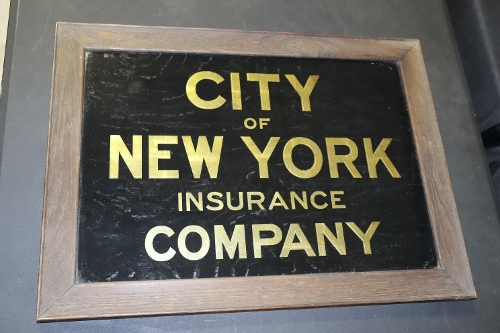 CITY
OF
NEW YORK
INSURANCE
COMPANY